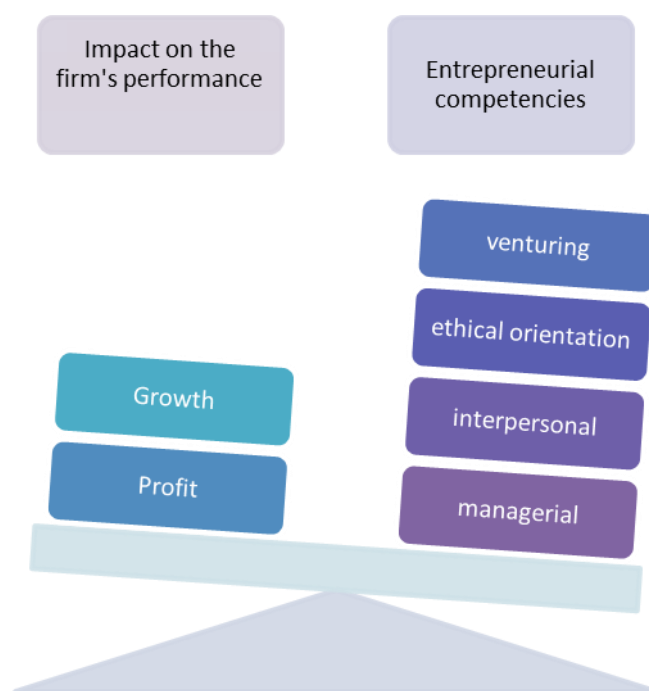 Impact on the
firm's performance
Entrepreneurial
competencies
venturing
ethical orientation
interpersonal
managerial
Growth
Profit